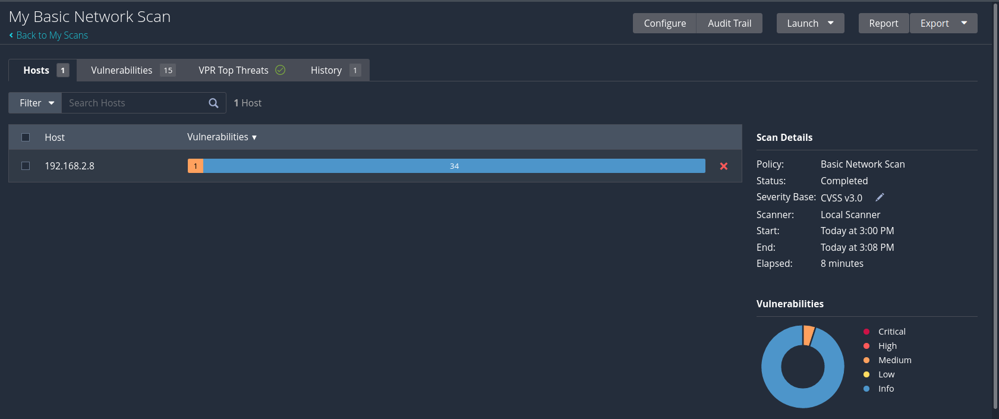 My Basic Network Scan
Back to My Scans
Configure
Audit Trail
Launch
Report
Export
Hosts 1
Vulnerabilities 15
VPR Top Threats
History 1
Filter
Search Hosts
1 Host
Host
Vulnerabilities
192.168.2.8
1
34
Scan Details
Policy: Basic Network Scan
Status: Completed
Severity Base: CVSS v3.0
Scanner: Local Scanner
Start: Today at 3:00 PM
End: Today at 3:08 PM
Elapsed: 8 minutes
Vulnerabilities
Critical
High
Medium
Low
Info